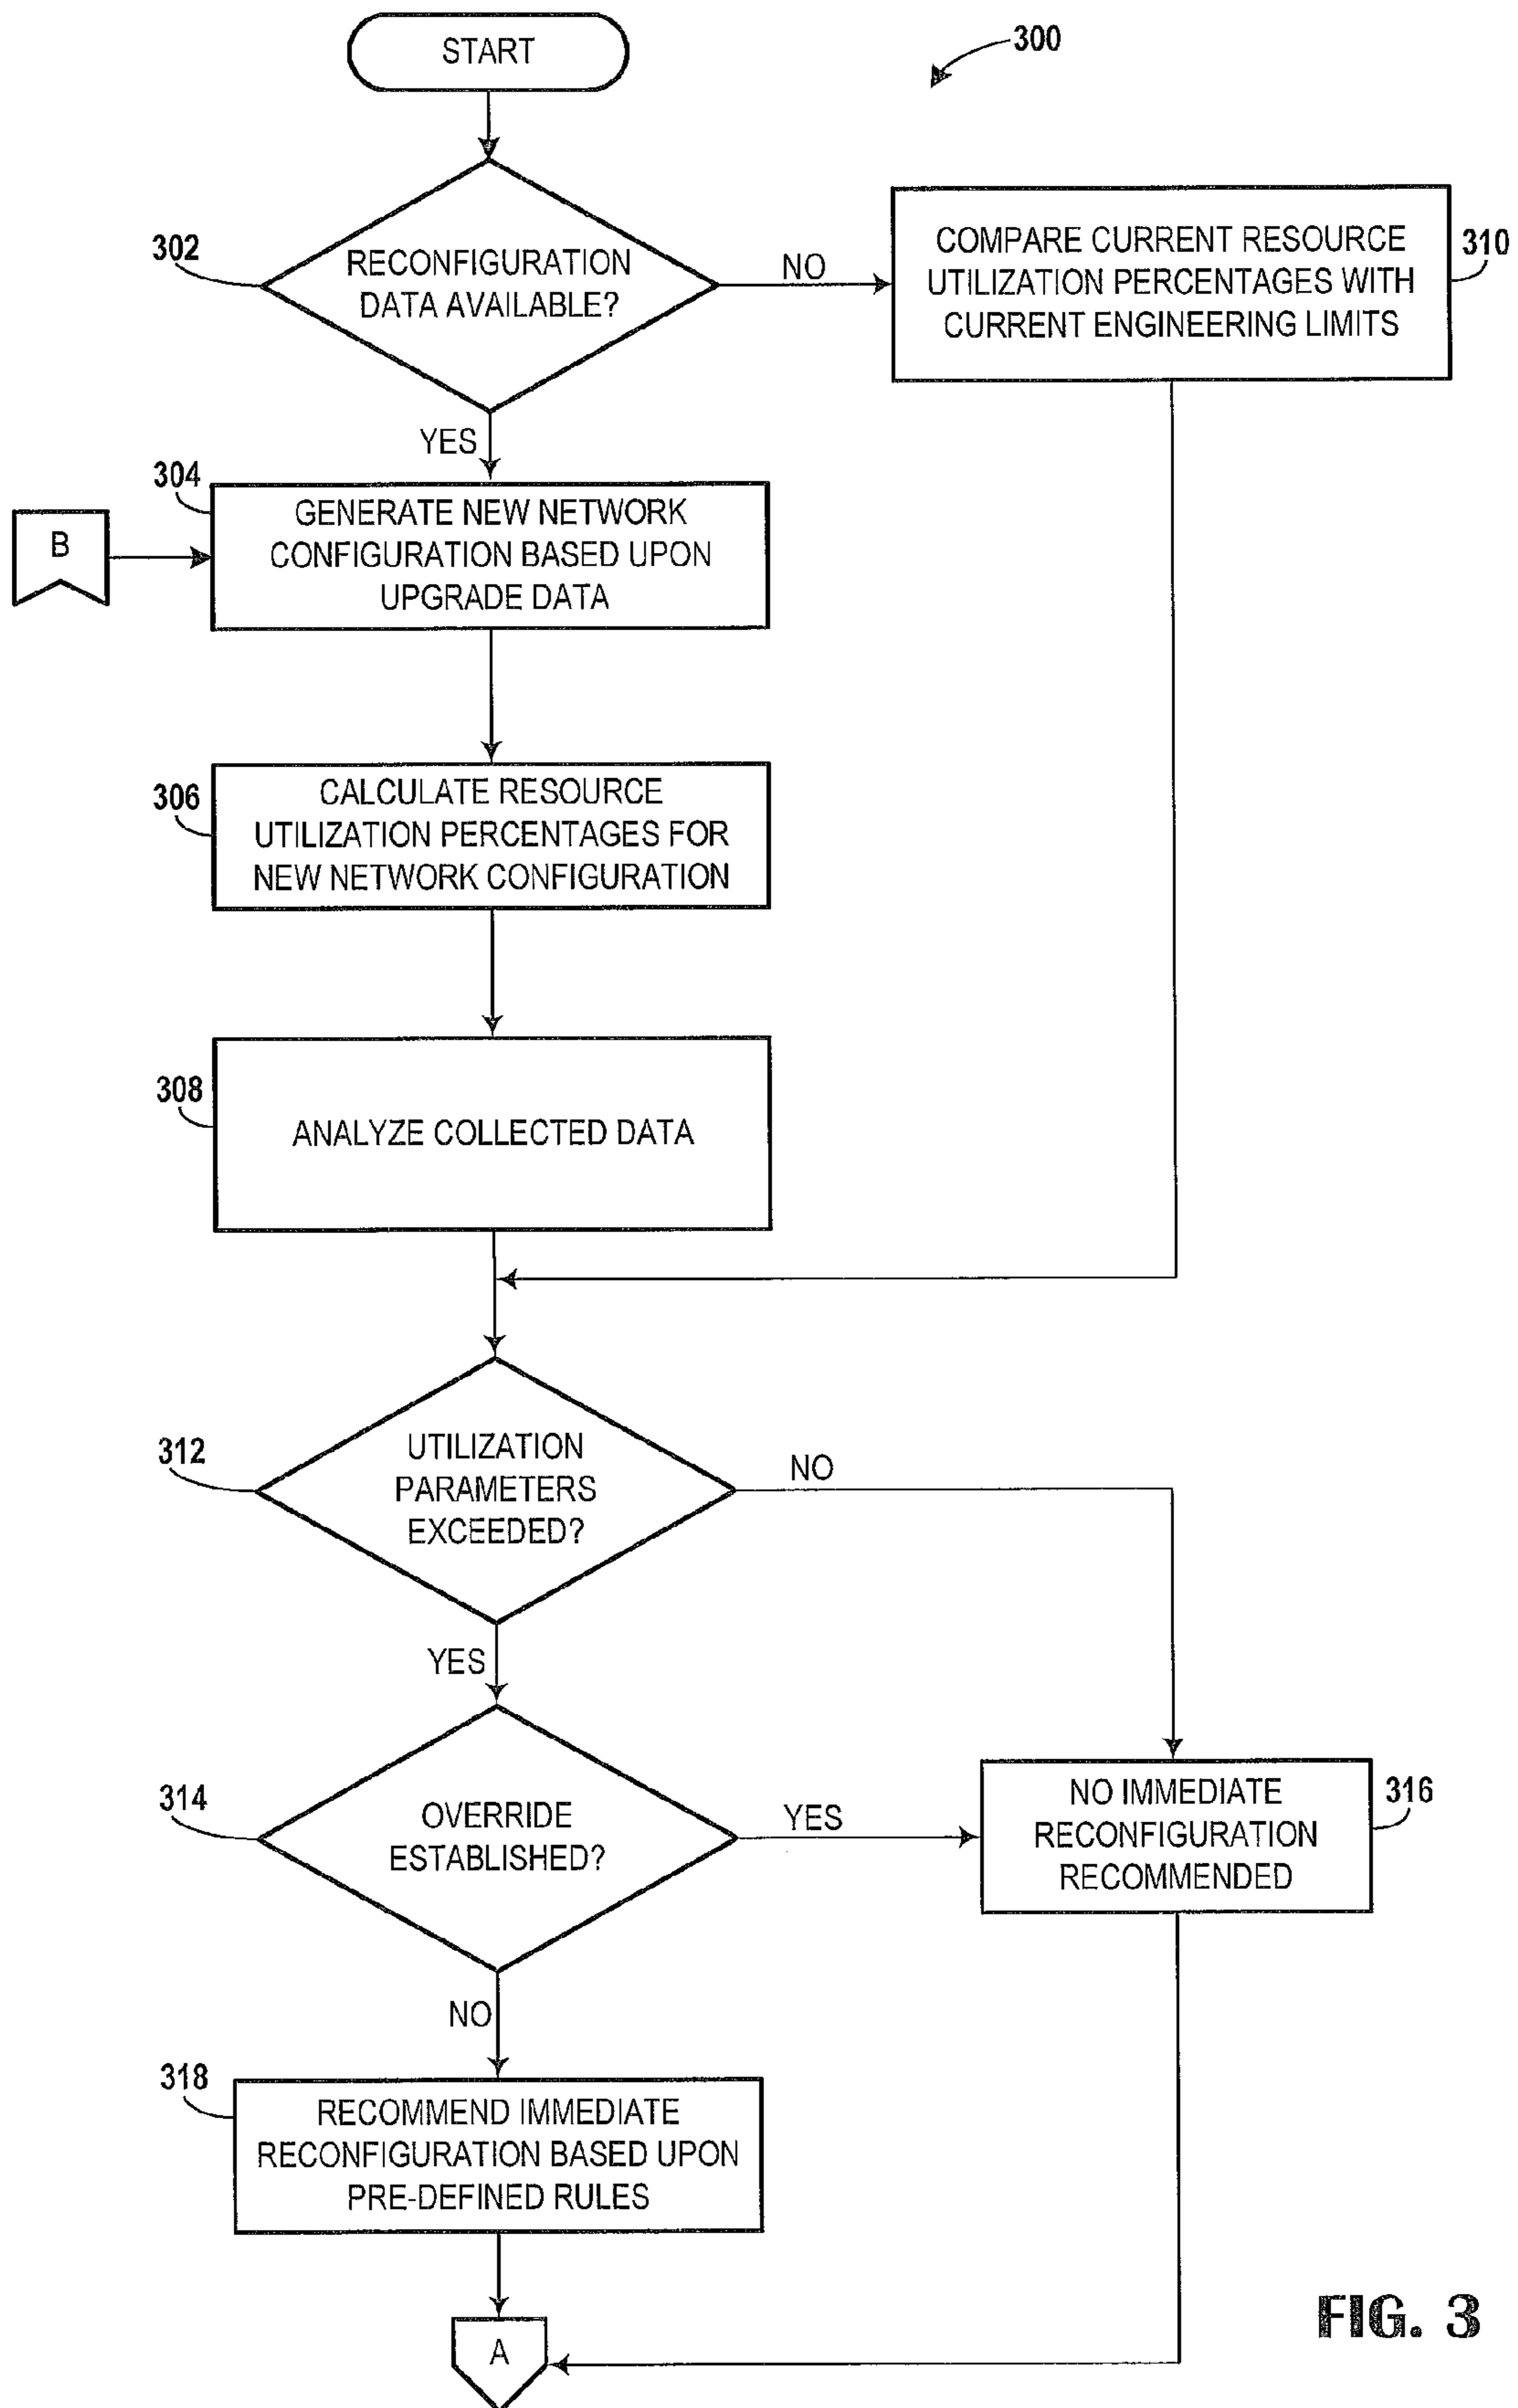 START
300
302
RECONFIGURATION
DATA AVAILABLE?
NO
COMPARE CURRENT RESOURCE
UTILIZATION PERCENTAGES WITH
CURRENT ENGINEERING LIMITS
310
YES
304
B
GENERATE NEW NETWORK
CONFIGURATION BASED UPON
UPGRADE DATA
306
CALCULATE RESOURCE
UTILIZATION PERCENTAGES FOR
NEW NETWORK CONFIGURATION
308
ANALYZE COLLECTED DATA
312
UTILIZATION
PARAMETERS
EXCEEDED?
NO
YES
314
OVERRIDE
ESTABLISHED?
YES
NO IMMEDIATE
RECONFIGURATION
RECOMMENDED
316
NO
318
RECOMMEND IMMEDIATE
RECONFIGURATION BASED UPON
PRE-DEFINED RULES
A
FIG. 3